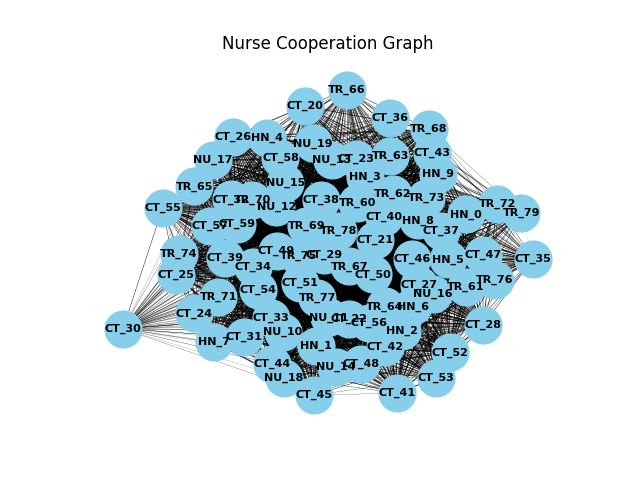 Nurse Cooperation Graph
TR_66
CT_20
CT_36
TR_68
CT_26
HN_4
NU_19
CT_43
CT_58
NU_13
CT_23
TR_63
NU_17
HN_9
HN_3
NU_15
TR_65
TR_62
TR_73
CT_32
TR_70
CT_38
TR_60
TR_72
CT_55
NU_12
TR_79
HN_0
CT_40
HN_8
CT_57
CT_59
TR_69
TR_78
CT_37
CT_21
CT_49
TR_74
TR_75
CT_29
CT_47
CT_39
CT_46
HN_5
CT_35
CT_34
TR_67
CT_25
CT_50
TR_76
CT_51
CT_27
TR_61
CT_54
NU_16
TR_71
TR_77
TR_64
HN_6
CT_24
CT_33
NU_11
CT_22
CT_56
CT_28
CT_30
NU_10
HN_2
CT_31
HN_7
HN_1
CT_42
CT_52
CT_44
NU_14
CT_48
NU_18
CT_53
CT_41
CT_45